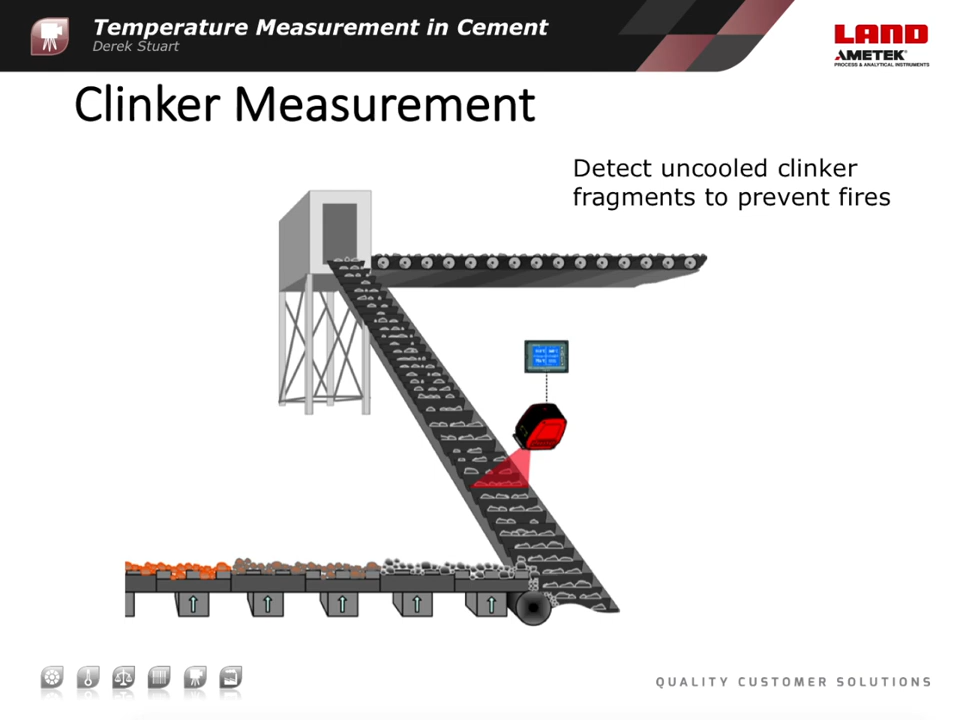 Temperature Measurement in Cement
Derek Stuart
LAND
AMETEK®
PROCESS & ANALYTICAL INSTRUMENTS
Clinker Measurement
Detect uncooled clinker
fragments to prevent fires
QUALITY CUSTOMER SOLUTIONS